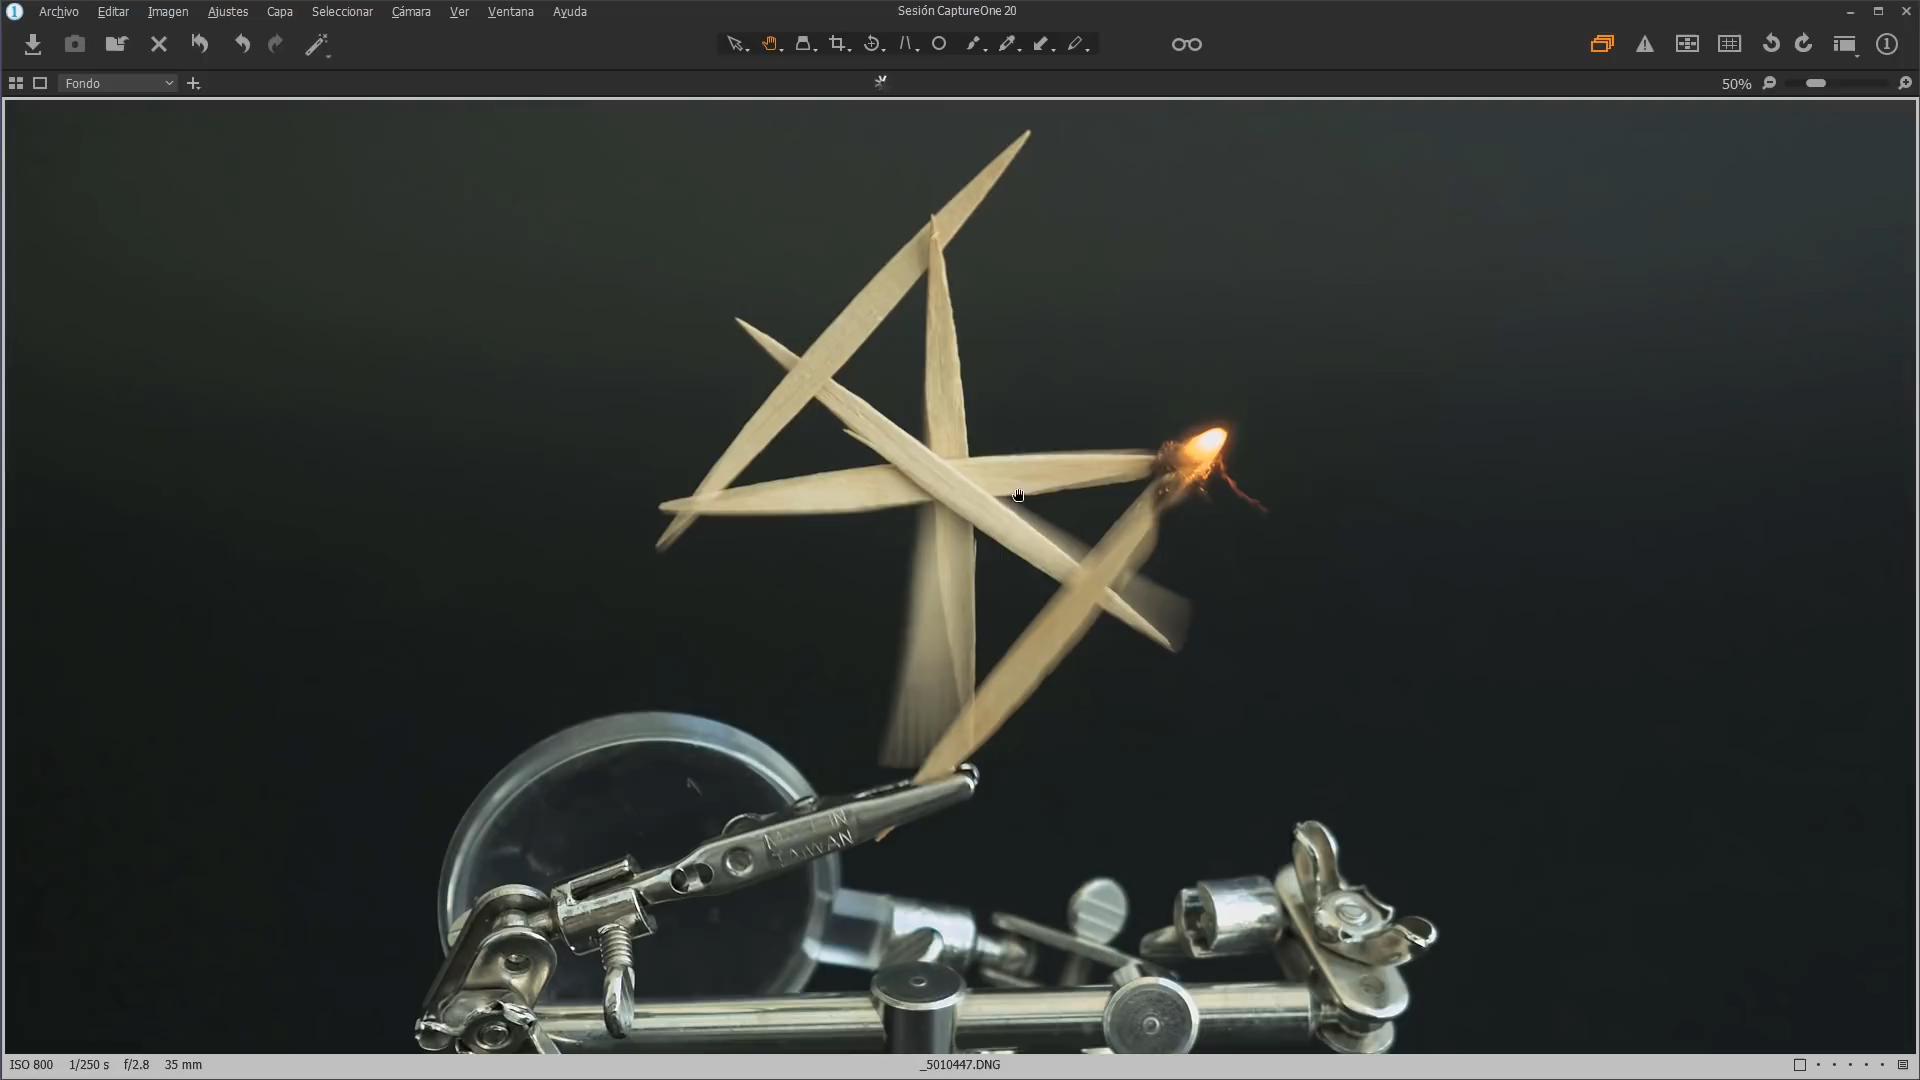 Archivo Editar Imagen Ajustes Capa Seleccionar Cámara Ver Ventana Ayuda
Sesión CaptureOne 20
Fondo
50%
TAIWAN
ISO 800 1/250 s f/2.8 35 mm
_5010447.DNG